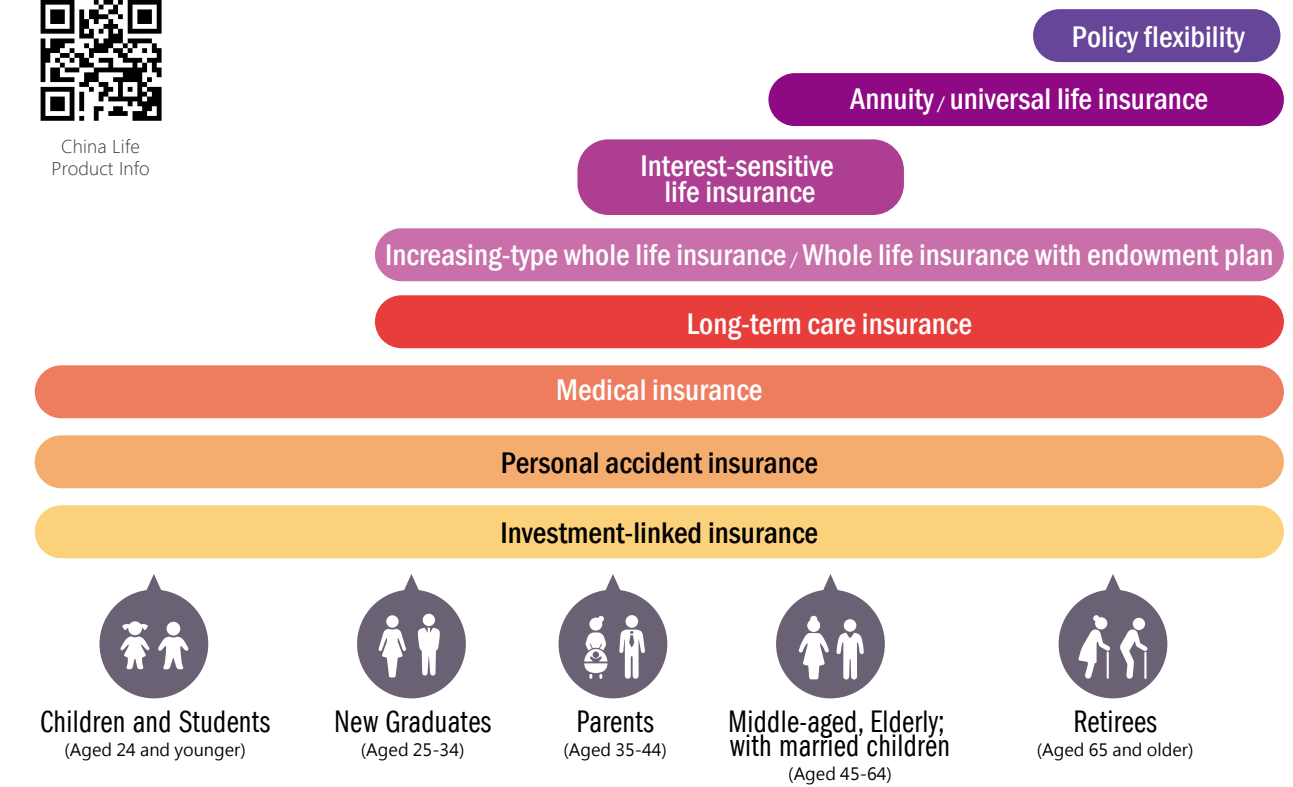 China Life
Product Info
Policy flexibility
Annuity / universal life insurance
Interest-sensitive
life insurance
Increasing-type whole life insurance / Whole life insurance with endowment plan
Long-term care insurance
Medical insurance
Personal accident insurance
Investment-linked insurance
Children and Students
(Aged 24 and younger)
New Graduates
(Aged 25-34)
Parents
(Aged 35-44)
Middle-aged, Elderly;
with married children
(Aged 45-64)
Retirees
(Aged 65 and older)